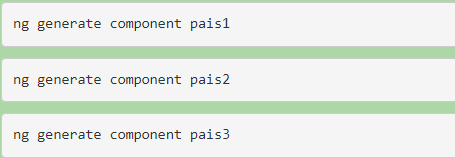 ng generate component pais1
ng generate component pais2
ng generate component pais3